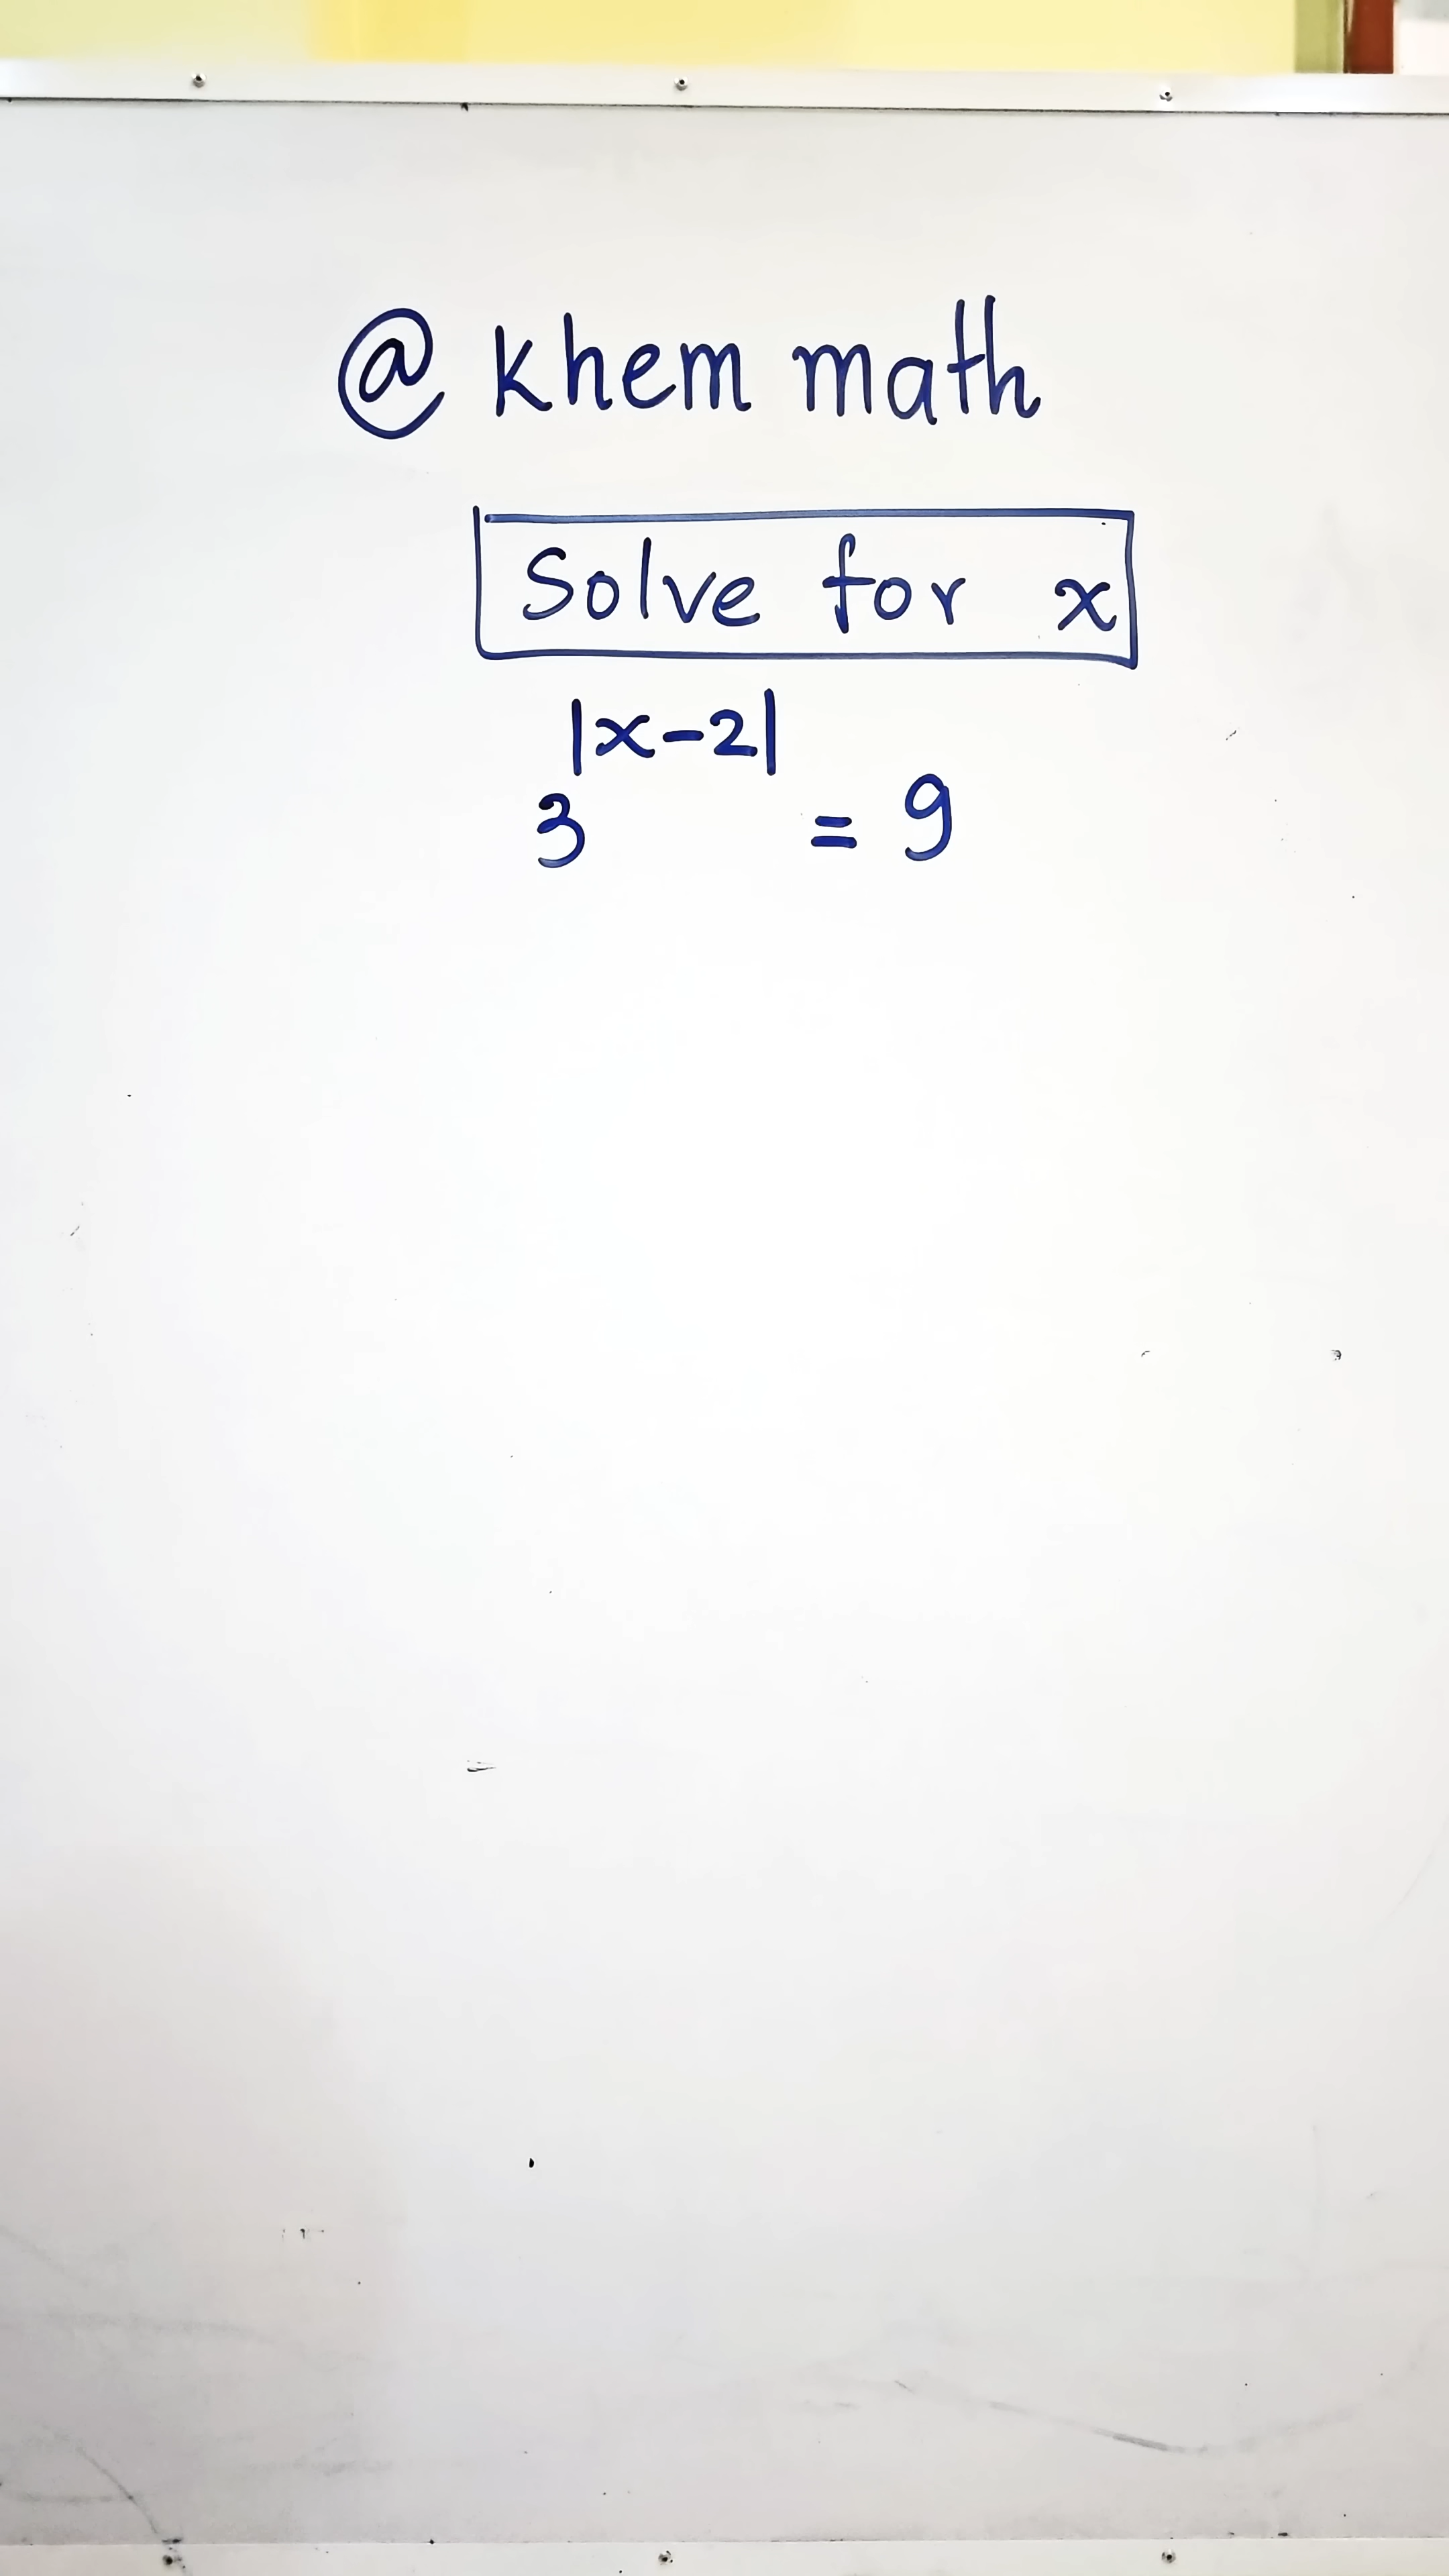 @ khem math
Solve for x
3^|x-2| = 9